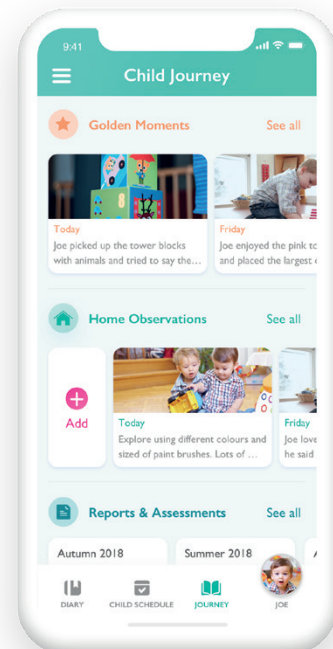 9:41
Child Journey
Golden Moments
See all
Today
Joe picked up the tower blocks
with animals and tried to say the...
Friday
Joe enjoyed the pink to
and placed the largest
Home Observations
See all
Add
Today
Explore using different colours and
sized of paint brushes. Lots of ...
Friday
Joe love
he said
Reports & Assessments
See all
Autumn 2018
Summer 2018
DIARY
CHILD SCHEDULE
JOURNEY
JOE